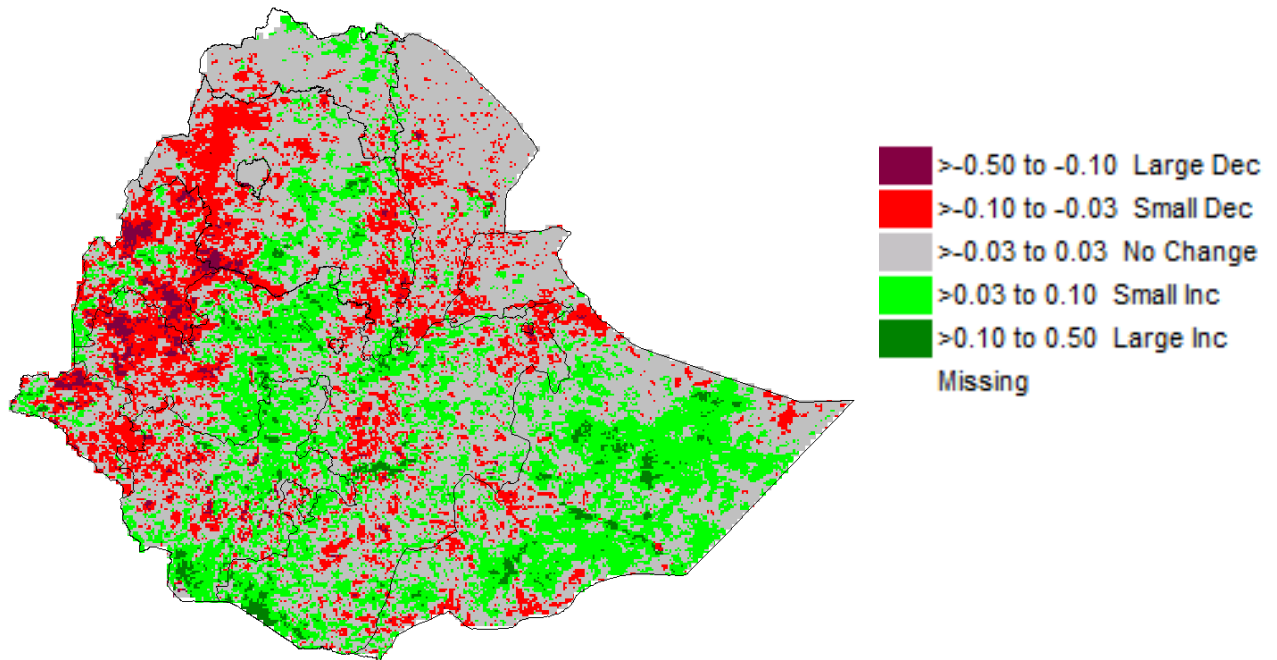 >-0.50 to -0.10 Large Dec
>-0.10 to -0.03 Small Dec
>-0.03 to 0.03 No Change
>0.03 to 0.10 Small Inc
>0.10 to 0.50 Large Inc
Missing